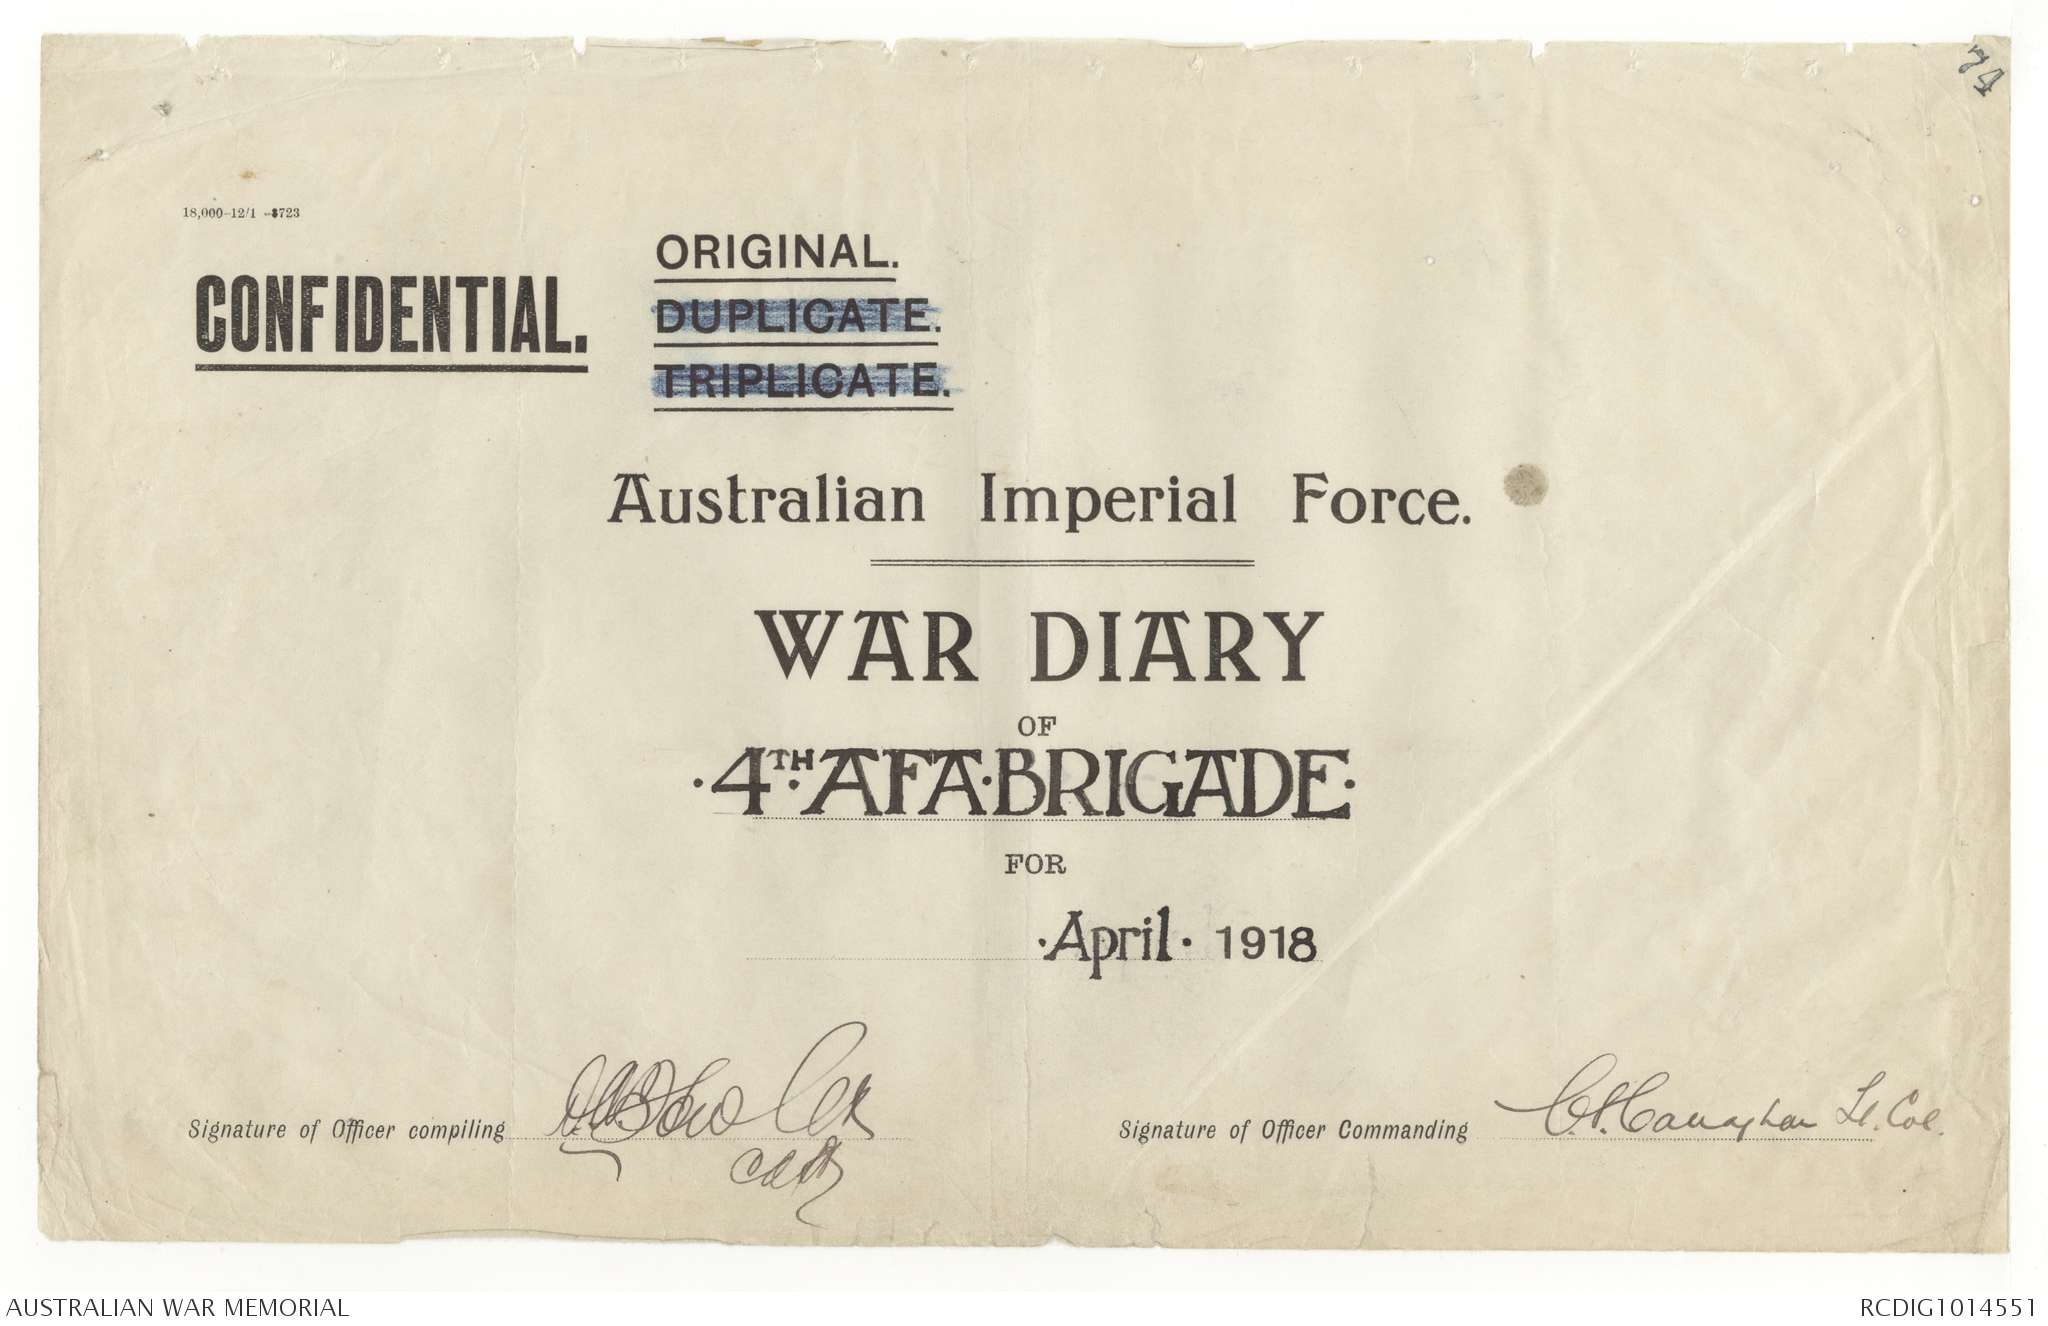 74
18,000-12/1 -8723
CONFIDENTIAL.
ORIGINAL.
DUPLICATE.
TRIPLICATE.
Australian Imperial Force.
WAR DIARY
OF
·4TH· AFA·BRIGADE·
FOR
·April· 1918
Signature of Officer compiling
Capt
Signature of Officer Commanding Lt. Col.
AUSTRALIAN WAR MEMORIAL
RCDIG1014551